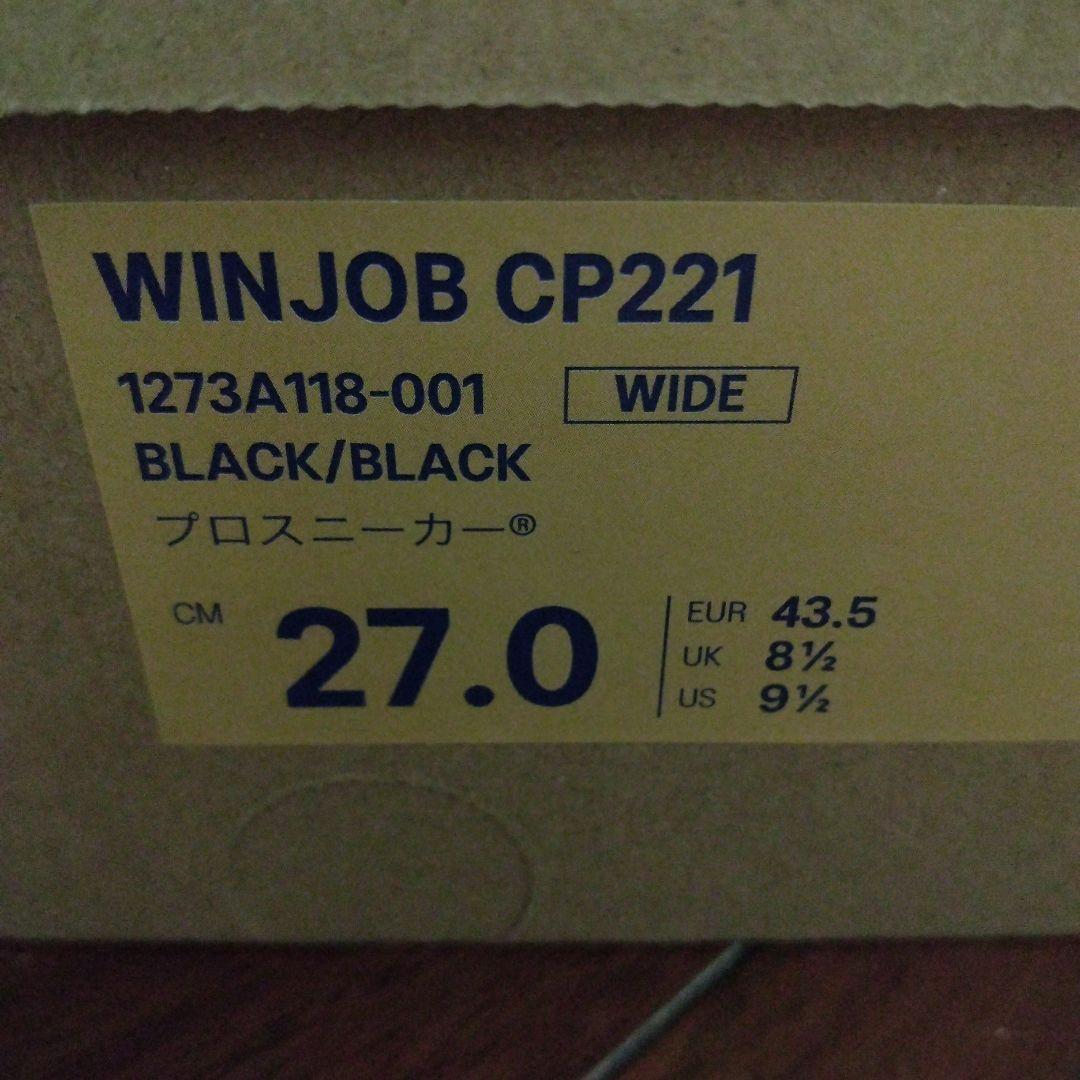 WINJOB CP221
1273A118-001 WIDE
BLACK/BLACK
プロスニーカー®
CM 27.0
EUR 43.5
UK 8½
US 9½